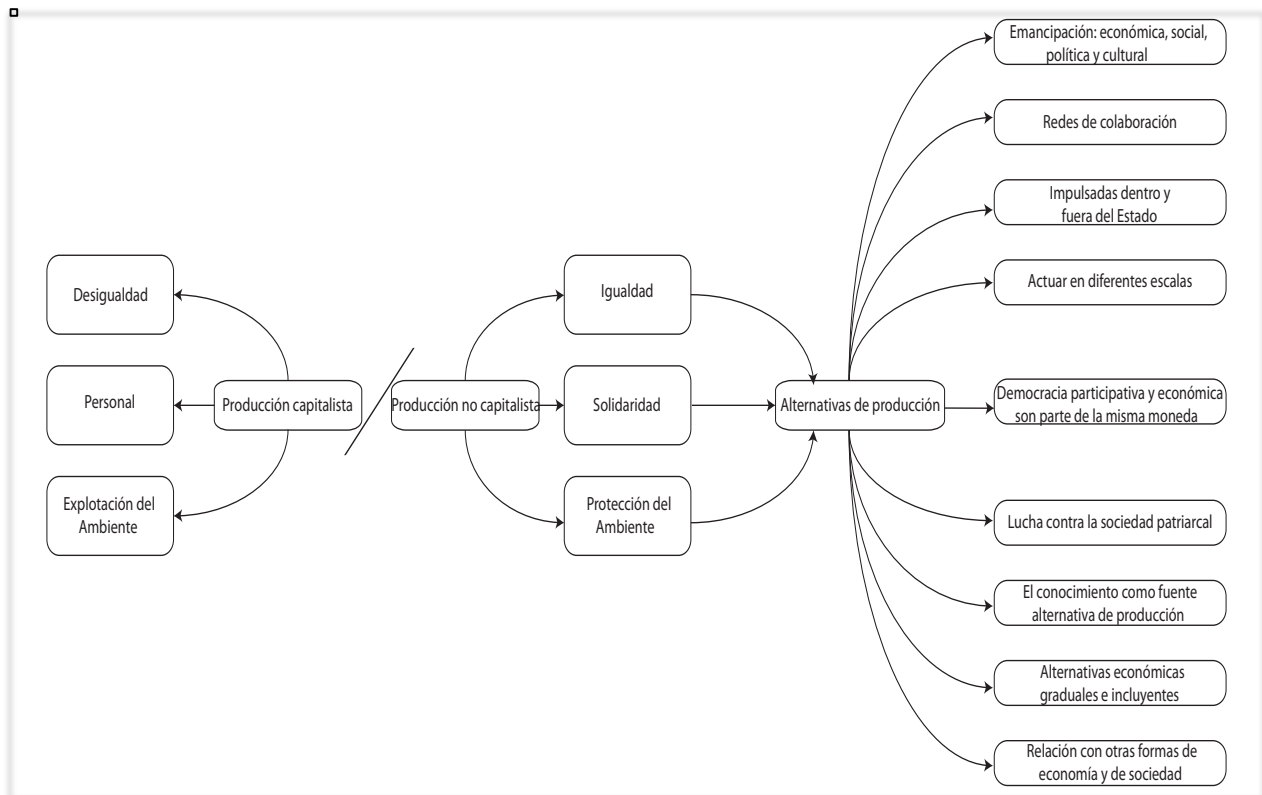 Desigualdad
Personal
Explotación del
Ambiente
Producción capitalista
Producción no capitalista
Igualdad
Solidaridad
Protección del
Ambiente
Alternativas de producción
Emancipación: económica, social,
política y cultural
Redes de colaboración
Impulsadas dentro y
fuera del Estado
Actuar en diferentes escalas
Democracia participativa y económica
son parte de la misma moneda
Lucha contra la sociedad patriarcal
El conocimiento como fuente
alternativa de producción
Alternativas económicas
graduales e incluyentes
Relación con otras formas de
economía y de sociedad